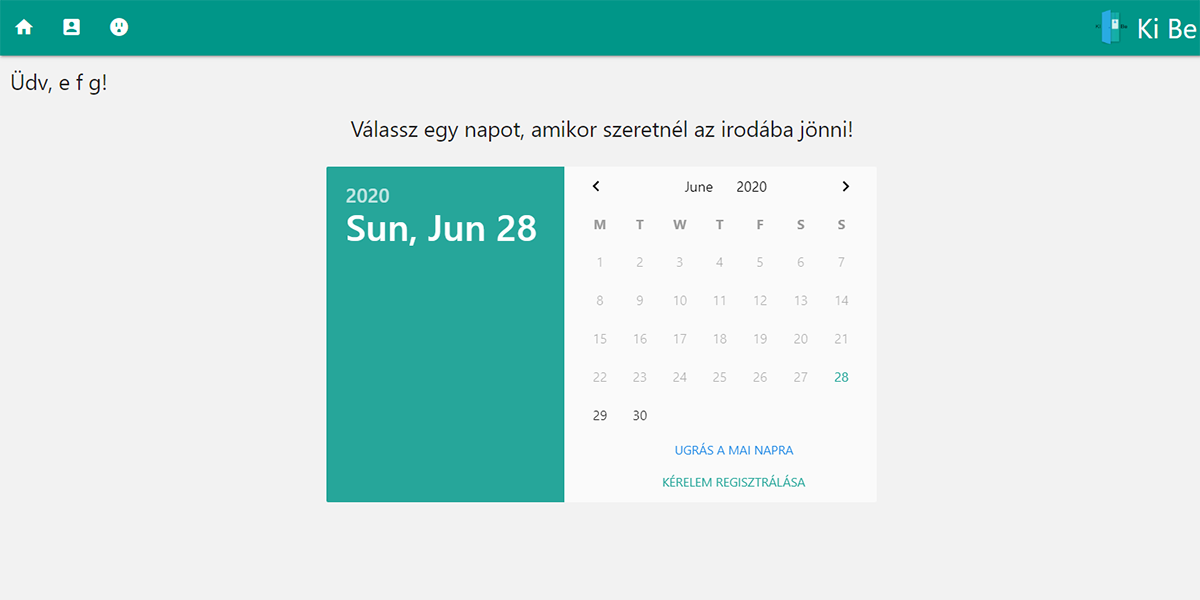 Ki Be
Üdv, e f g!
Válassz egy napot, amikor szeretnél az irodába jönni!
2020
Sun, Jun 28
June 2020
M T W T F S S
1 2 3 4 5 6 7
8 9 10 11 12 13 14
15 16 17 18 19 20 21
22 23 24 25 26 27 28
29 30
UGRÁS A MAI NAPRA
KÉRELEM REGISZTRÁLÁSA